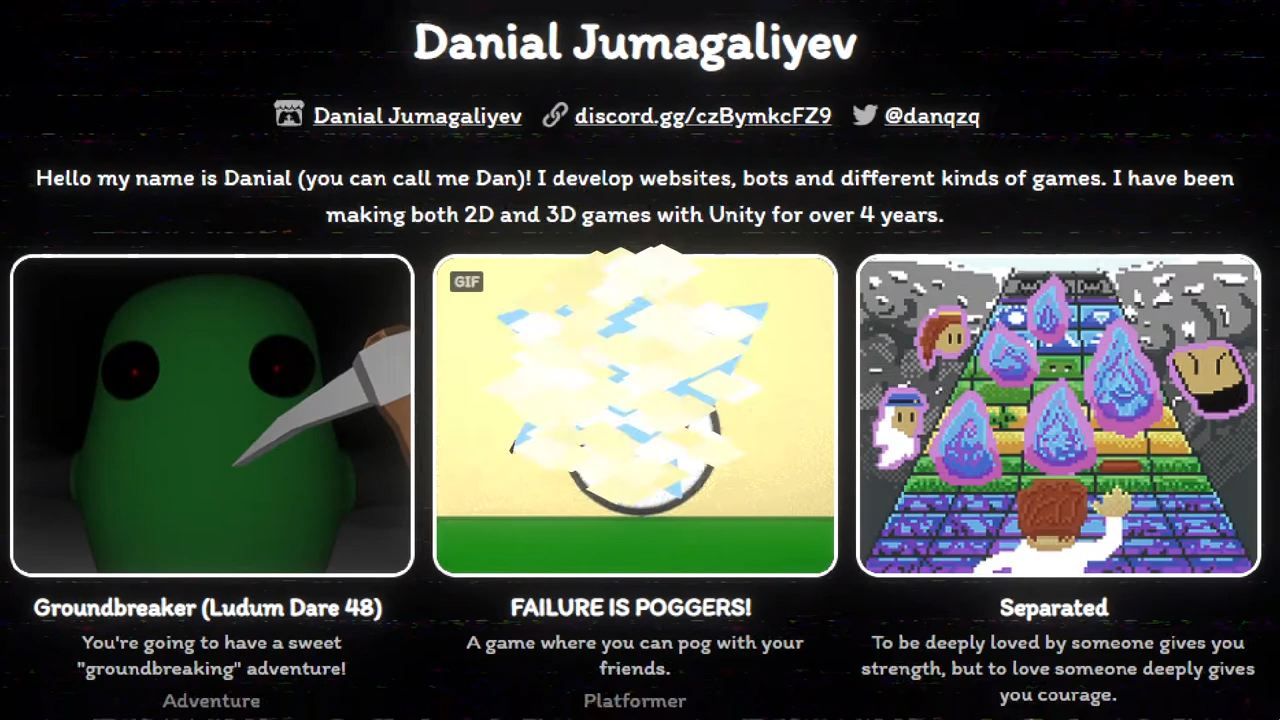 Danial Jumagaliyev
Danial Jumagaliyev discord.gg/czBymkcFZ9 @danqzq
Hello my name is Danial (you can call me Dan)! I develop websites, bots and different kinds of games. I have been
making both 2D and 3D games with Unity for over 4 years.
GIF
Groundbreaker (Ludum Dare 48)
You're going to have a sweet
"groundbreaking" adventure!
Adventure
FAILURE IS POGGERS!
A game where you can pog with your
friends.
Platformer
Separated
To be deeply loved by someone gives you
strength, but to love someone deeply gives
you courage.